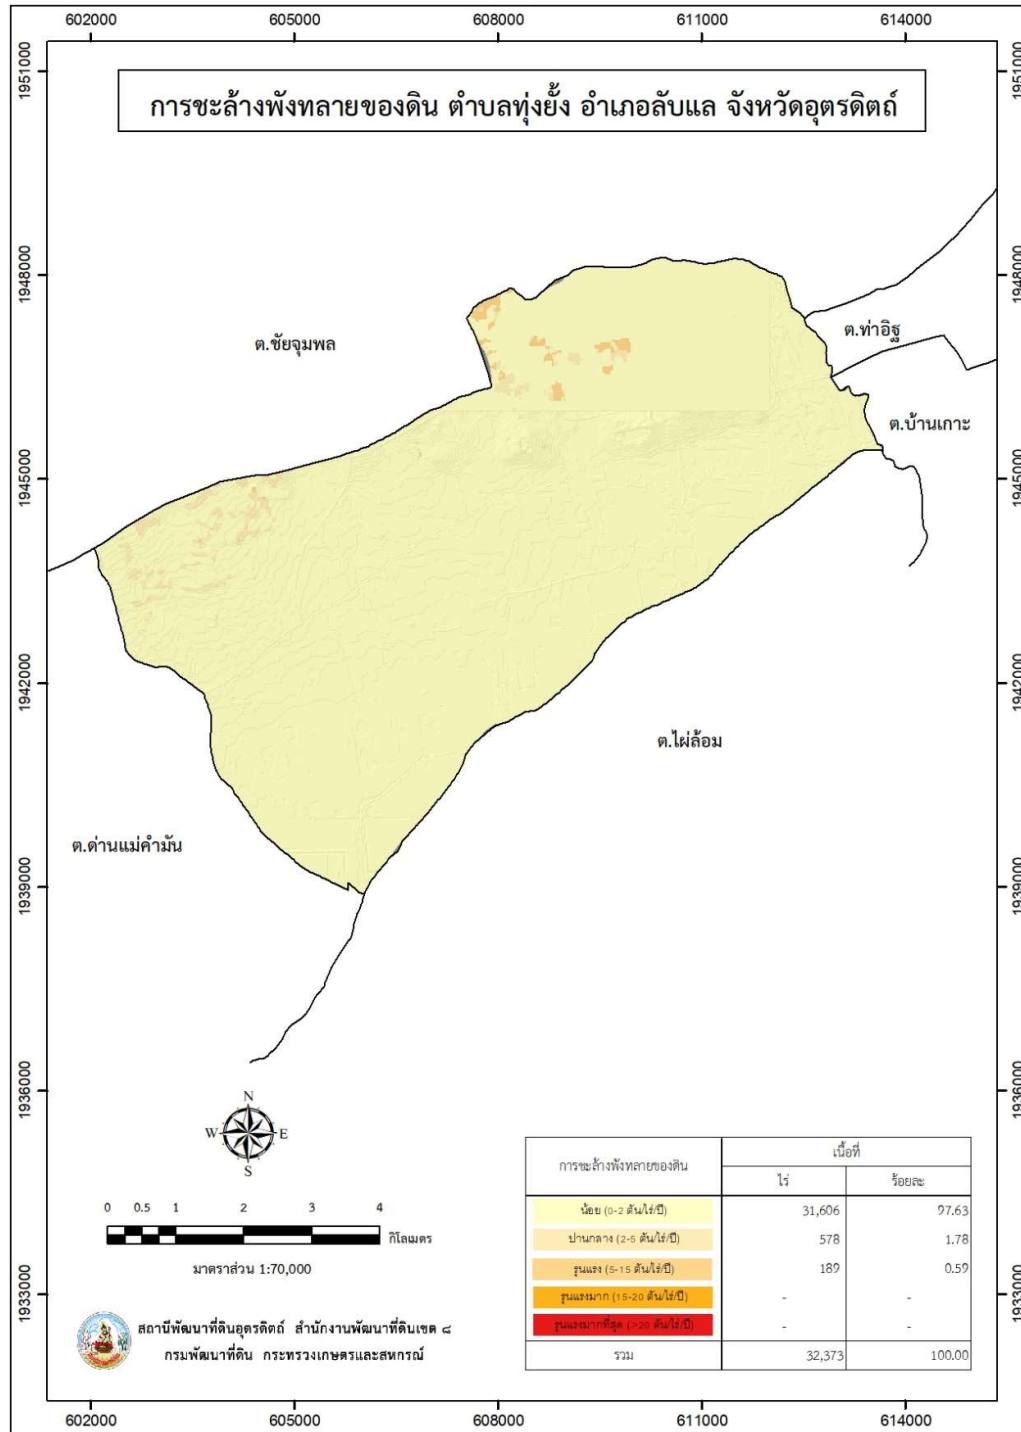 602000 605000 608000 611000 614000
1951000 1951000
การชะล้างพังทลายของดิน ตำบลทุ่งยั้ง อำเภอลับแล จังหวัดอุตรดิตถ์
1948000 1948000
ต.ท่าอิฐ
ต.ชัยจุมพล
ต.บ้านเกาะ
1945000 1945000
1942000 1942000
ต.ไผ่ล้อม
ต.ด่านแม่คำมัน
1939000 1939000
1936000 1936000
N
W E
S
0 0.5 1 2 3 4
กิโลเมตร
มาตราส่วน 1:70,000
1933000 1933000
สถานีพัฒนาที่ดินอุตรดิตถ์ สำนักงานพัฒนาที่ดินเขต ๘
กรมพัฒนาที่ดิน กระทรวงเกษตรและสหกรณ์
การชะล้างพังทลายของดิน เนื้อที่
ไร่ ร้อยละ
น้อย (0-2 ตัน/ไร่/ปี) 31,606 97.63
ปานกลาง (2-5 ตัน/ไร่/ปี) 578 1.78
รุนแรง (5-15 ตัน/ไร่/ปี) 189 0.59
รุนแรงมาก (15-20 ตัน/ไร่/ปี) - -
รุนแรงมากที่สุด (>20 ตัน/ไร่/ปี) - -
รวม 32,373 100.00
602000 605000 608000 611000 614000